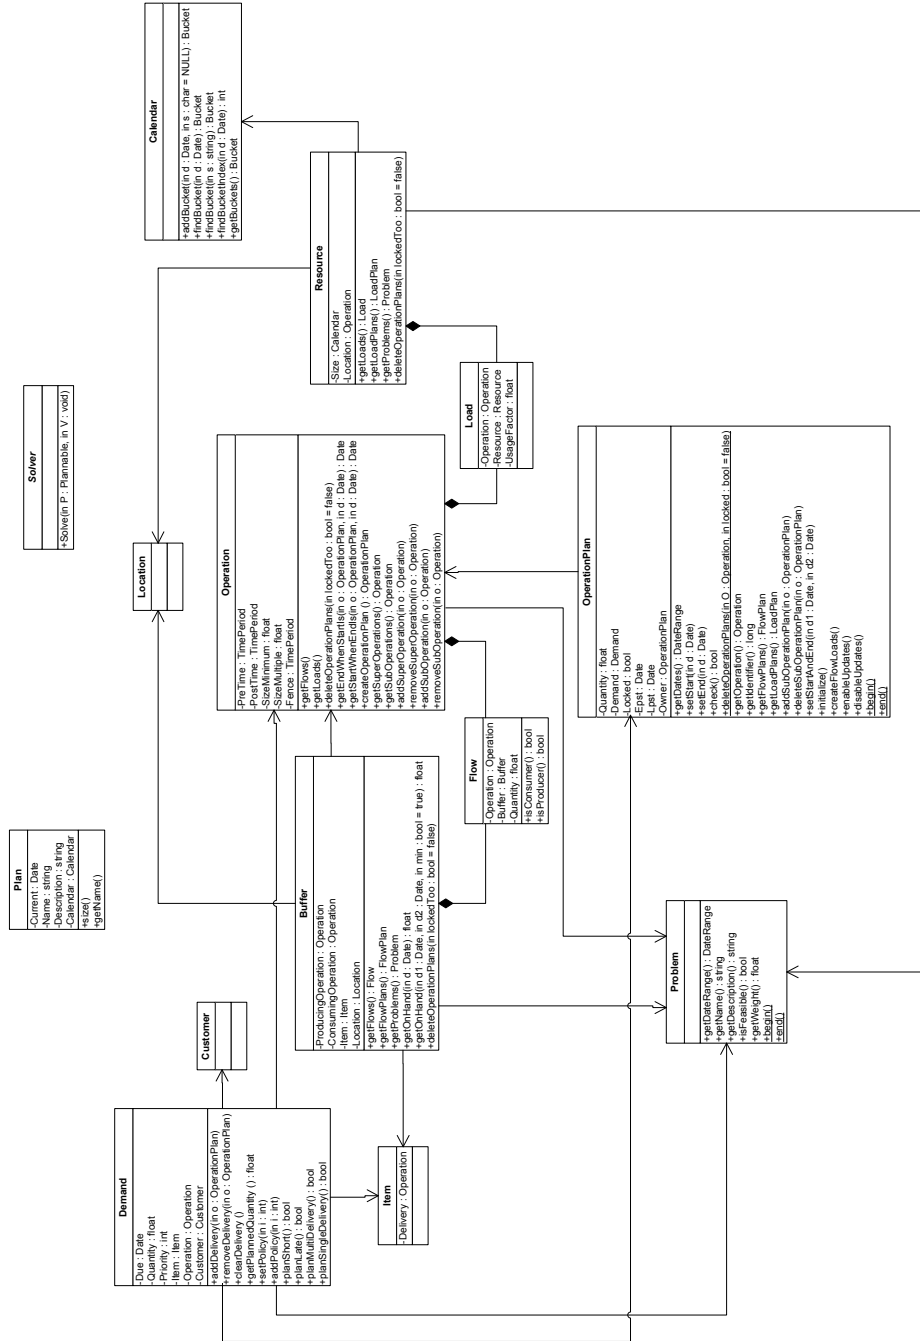 Plan
-Current : Date
-Name : string
-Description : string
-Calendar : Calendar
+size()
+getName()
Solver
+Solve(in P : Plannable, in V : void)
Calendar
+addBucket(in d : Date, in s : char = NULL) : Bucket
+findBucket(in d : Date) : Bucket
+findBucket(in s : string) : Bucket
+findBucketIndex(in d : Date) : int
+getBuckets() : Bucket
Customer
Location
Demand
-Due : Date
-Quantity : float
-Priority : int
-Item : Item
-Operation : Operation
-Customer : Customer
+addDelivery(in o : OperationPlan)
+removeDelivery(in o : OperationPlan)
+clearDelivery ()
+getPlannedQuantity () : float
+setPolicy(in i : int)
+addPolicy(in i : int)
+planShort() : bool
+planLate() : bool
+planMultiDelivery() : bool
+planSingleDelivery() : bool
Buffer
-ProducingOperation : Operation
-ConsumingOperation : Operation
-Item : Item
-Location : Location
+getFlows() : Flow
+getFlowPlans() : FlowPlan
+getProblems() : Problem
+getOnHand(in d : Date) : float
+getOnHand(in d1 : Date, in d2 : Date, in min : bool = true) : float
+deleteOperationPlans(in lockedToo : bool = false)
Operation
-PreTime : TimePeriod
-PostTime : TimePeriod
-SizeMinimum : float
-SizeMultiple : float
-Fence : TimePeriod
+getFlows()
+getLoads()
+deleteOperationPlans(in lockedToo : bool = false)
+getEndWhenStartIs(in o : OperationPlan, in d : Date) : Date
+getStartWhenEndIs(in o : OperationPlan, in d : Date) : Date
+createOperationPlan () : OperationPlan
+getSuperOperations() : Operation
+getSubOperations() : Operation
+addSuperOperation(in o : Operation)
+removeSuperOperation(in o : Operation)
+addSubOperation(in o : Operation)
+removeSubOperation(in o : Operation)
Resource
-Size : Calendar
-Location : Operation
+getLoads() : Load
+getLoadPlans() : LoadPlan
+getProblems() : Problem
+deleteOperationPlans(in lockedToo : bool = false)
Item
-Delivery : Operation
Flow
-Operation : Operation
-Buffer : Buffer
-Quantity : float
+isConsumer() : bool
+isProducer() : bool
Load
-Operation : Operation
-Resource : Resource
-UsageFactor : float
Problem
+getDateRange() : DateRange
+getName() : string
+getDescription() : string
+isFeasible() : bool
+getWeight() : float
+begin()
+end()
OperationPlan
-Quantity : float
-Demand : Demand
-Locked : bool
-Epst : Date
-Lpst : Date
-Owner : OperationPlan
+getDates() : DateRange
+setStart(in d : Date)
+setEnd(in d : Date)
+check() : bool
+deleteOperationPlans(in O : Operation, in locked : bool = false)
+getOperation() : Operation
+getIdentifier() : long
+getFlowPlans() : FlowPlan
+getLoadPlans() : LoadPlan
+addSubOperationPlan(in o : OperationPlan)
+deleteSubOperationPlan(in o : OperationPlan)
+setStartAndEnd(in d1 : Date, in d2 : Date)
+initialize()
+createFlowLoads()
+enableUpdates()
+disableUpdates()
+begin()
+end()